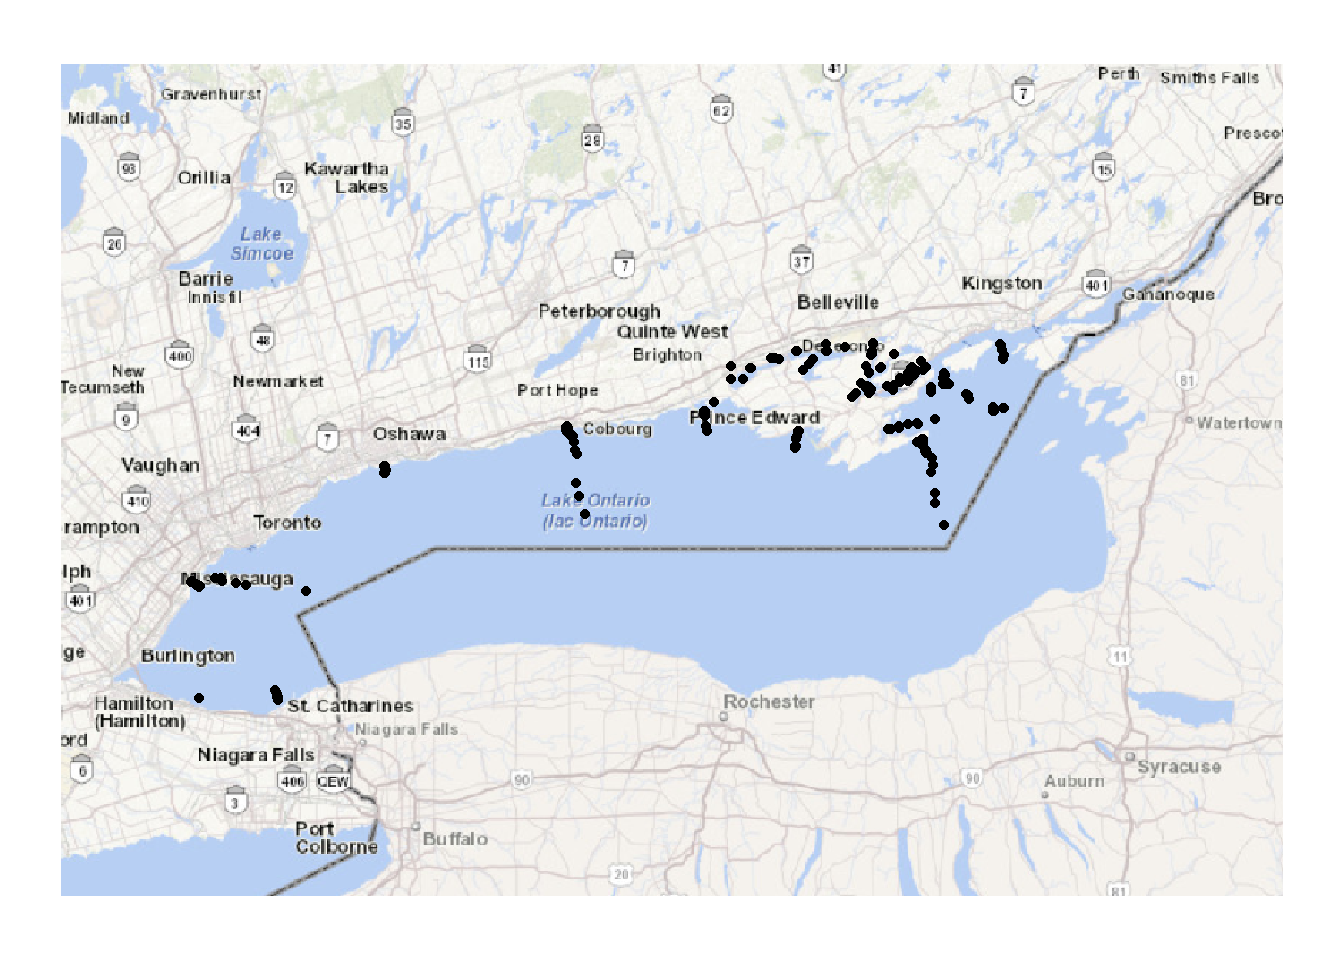 41
Perth
Smiths Falls
Gravenhurst
7
62
35
Midland
Presco
28
93
15
Kawartha
Lakes
Orillia
12
Bro
Lake
Simcoe
26
37
7
Barrie
Innisfil
Kingston
401
Gananoque
Belleville
Peterborough
Quinte West
48
Brighton
400
115
New
Tecumseth
Newmarket
81
Port Hope
9
404
7
Oshawa
Cobourg
Prince Edward
Watertown
Vaughan
410
Lake Ontario
(lac Ontario)
rampton
Toronto
lph
Mississauga
401
ge
Burlington
11
Hamilton
(Hamilton)
St. Catharines
Rochester
Niagara Falls
ord
Niagara Falls
6
406
QEW
90
90
Syracuse
Auburn
3
Port
Colborne
Buffalo
20
81